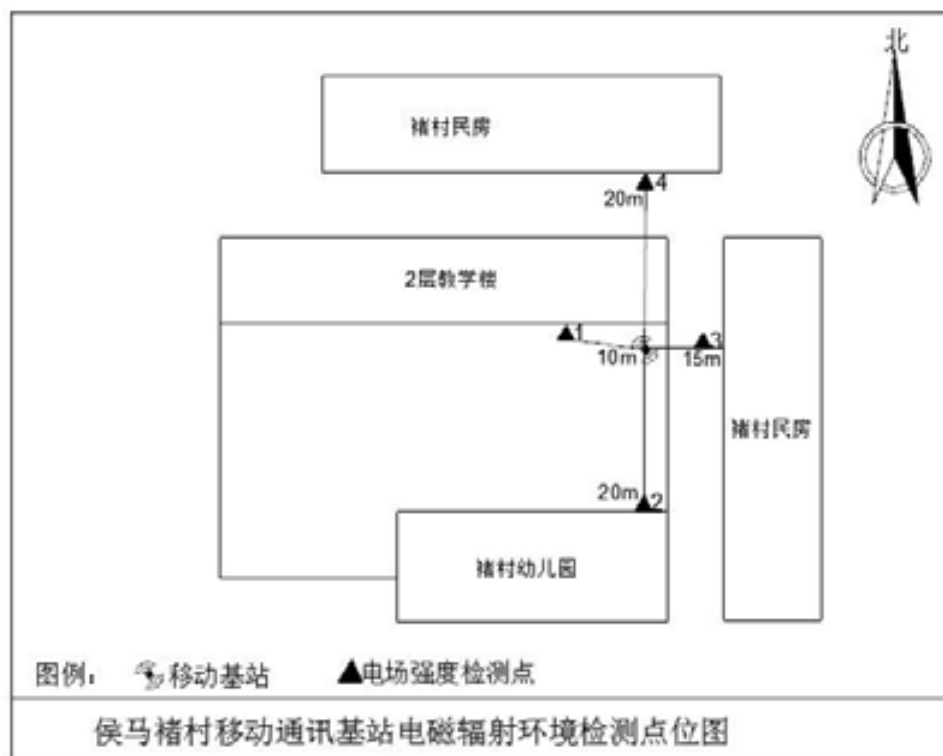 北
褚村民房
4
20m
2层教学楼
1
3
10m
15m
褚村民房
20m
2
褚村幼儿园
图例： 移动基站 电场强度检测点
侯马褚村移动通讯基站电磁辐射环境检测点位图